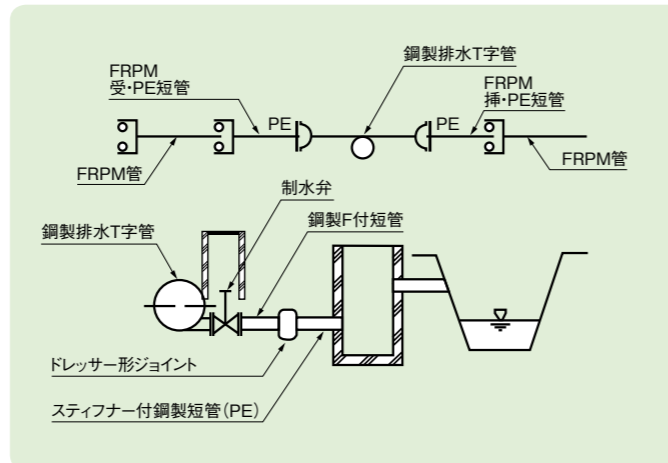 鋼製排水T字管
FRPM
受・PE短管
FRPM
挿・PE短管
PE
PE
FRPM管
FRPM管
制水弁
鋼製F付短管
鋼製排水T字管
ドレッサー形ジョイント
スティフナー付鋼製短管（PE）